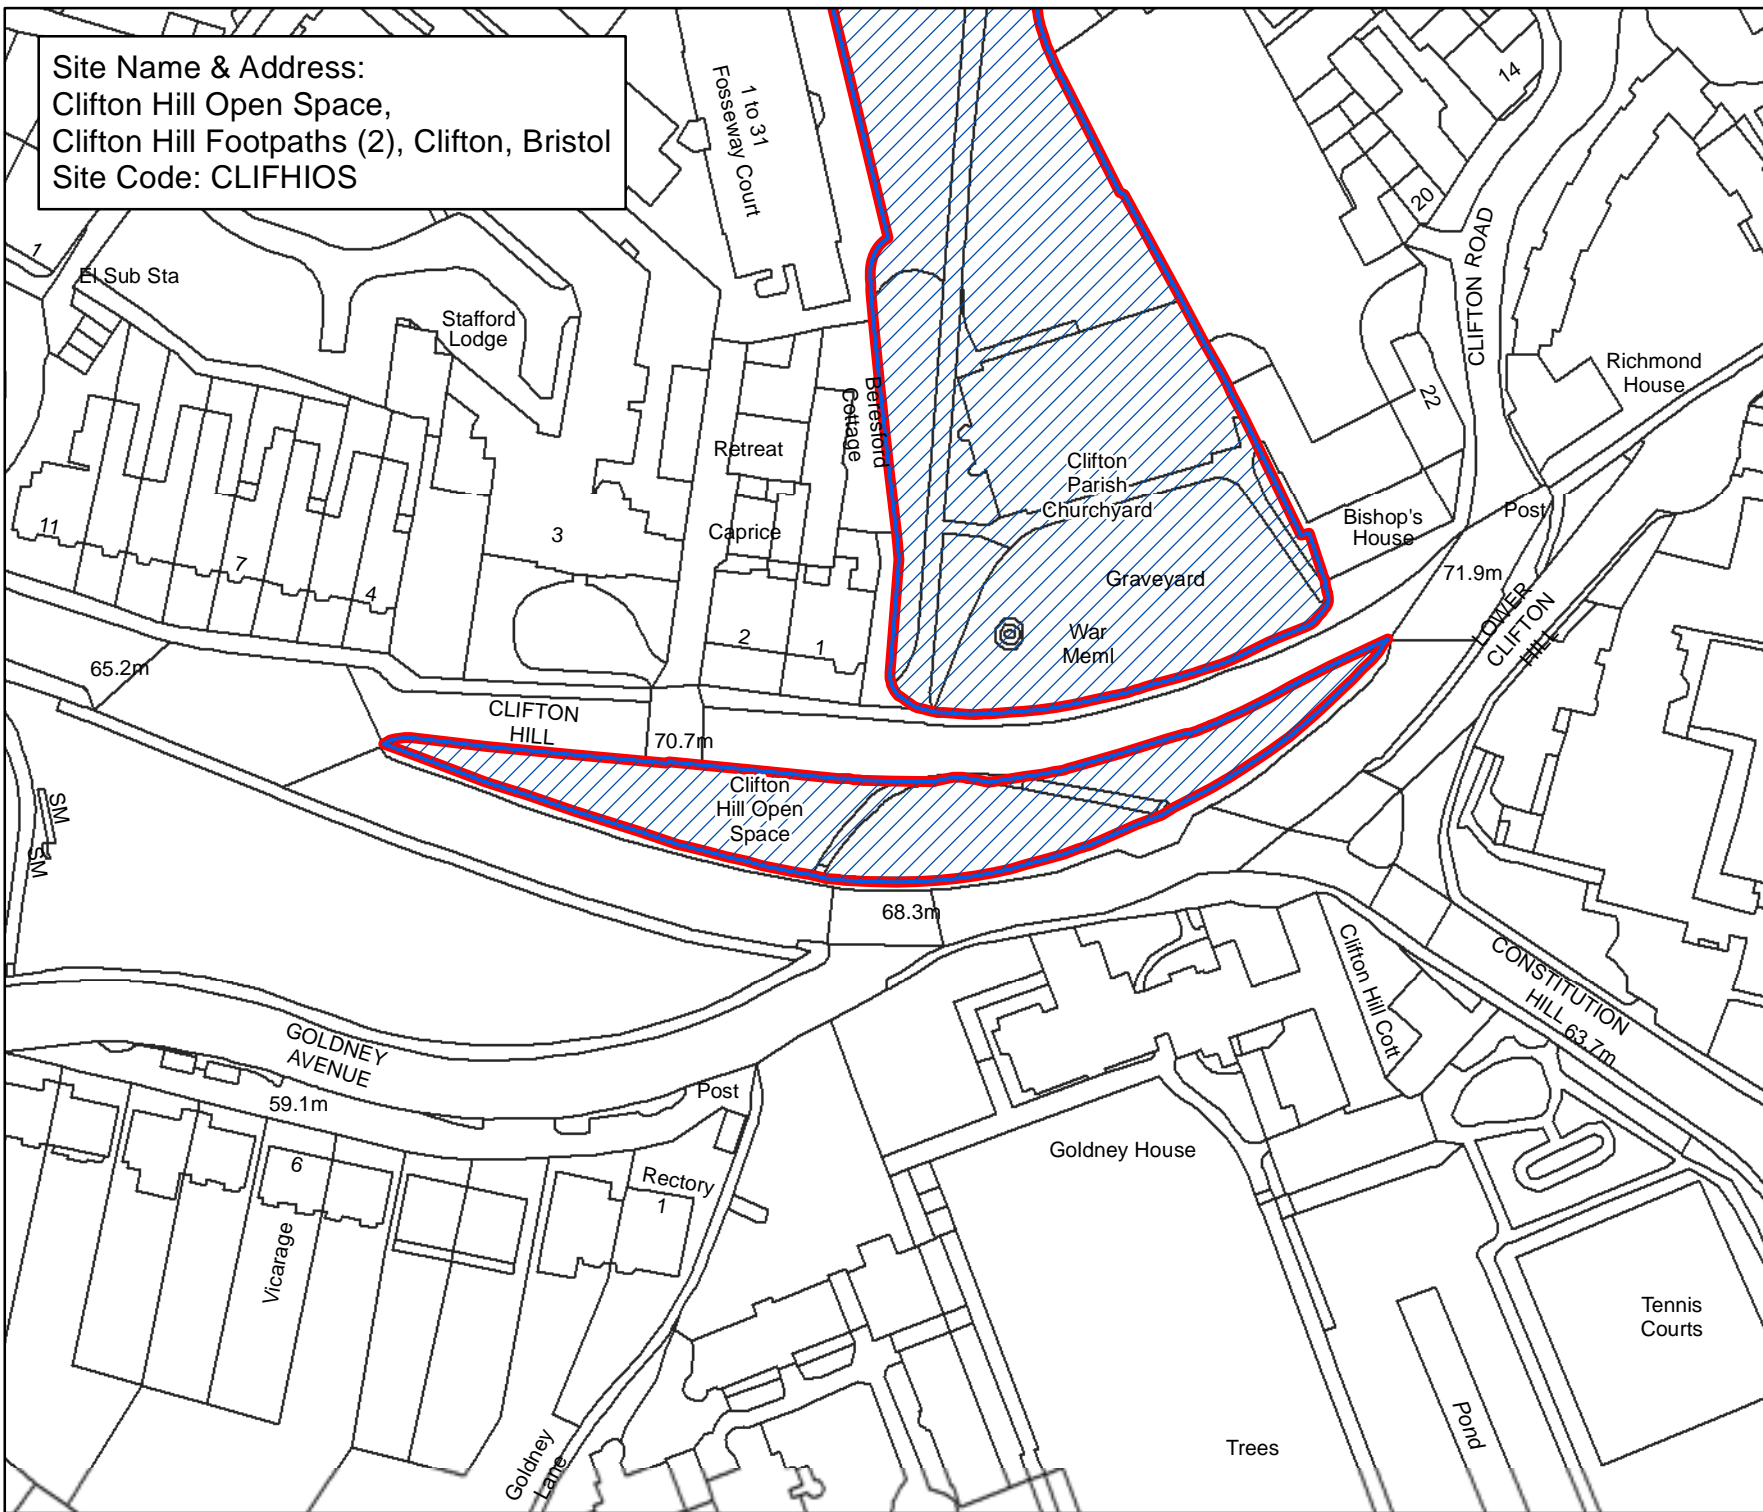 Site Name & Address:
Clifton Hill Open Space,
Clifton Hill Footpaths (2), Clifton, Bristol
Site Code: CLIFHIOS
1 to 31
Fosseway Court
14
20
CLIFTON ROAD
1
El Sub Sta
Stafford
Lodge
Richmond
House
22
Beresford
Cottage
Retreat
Clifton
Parish
Churchyard
Caprice
3
11
7
4
Bishop's
House
Post
71.9m
Graveyard
War
Meml
2
1
LOWER
CLIFTON
HILL
65.2m
CLIFTON
HILL
70.7m
Clifton
Hill Open
Space
SM
SM
68.3m
Clifton Hill Cott
CONSTITUTION
HILL
63.7m
GOLDNEY
AVENUE
59.1m
Post
Goldney House
6
Rectory
1
Vicarage
Tennis
Courts
Pond
Trees
Goldney
Lane